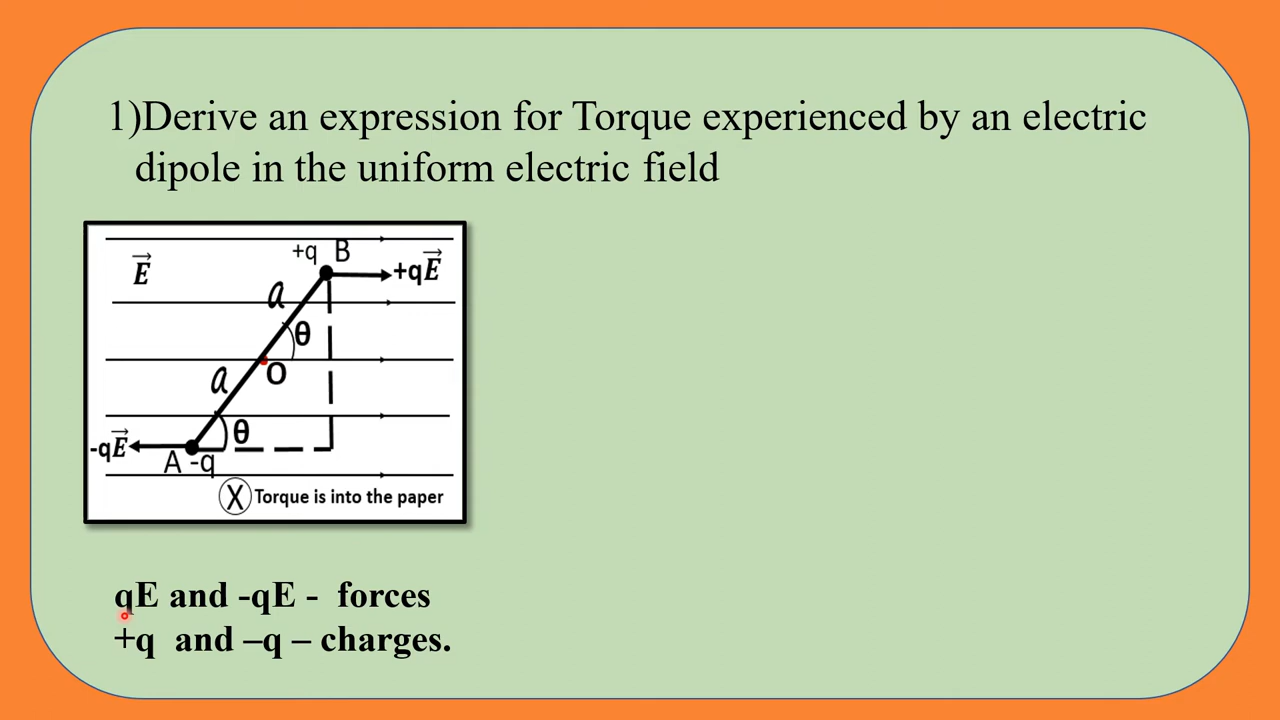 1)Derive an expression for Torque experienced by an electric
dipole in the uniform electric field
+q B
E⃗
+qE⃗
a
θ
O
a
θ
-qE⃗
A -q
X Torque is into the paper
qE and -qE - forces
+q and –q – charges.